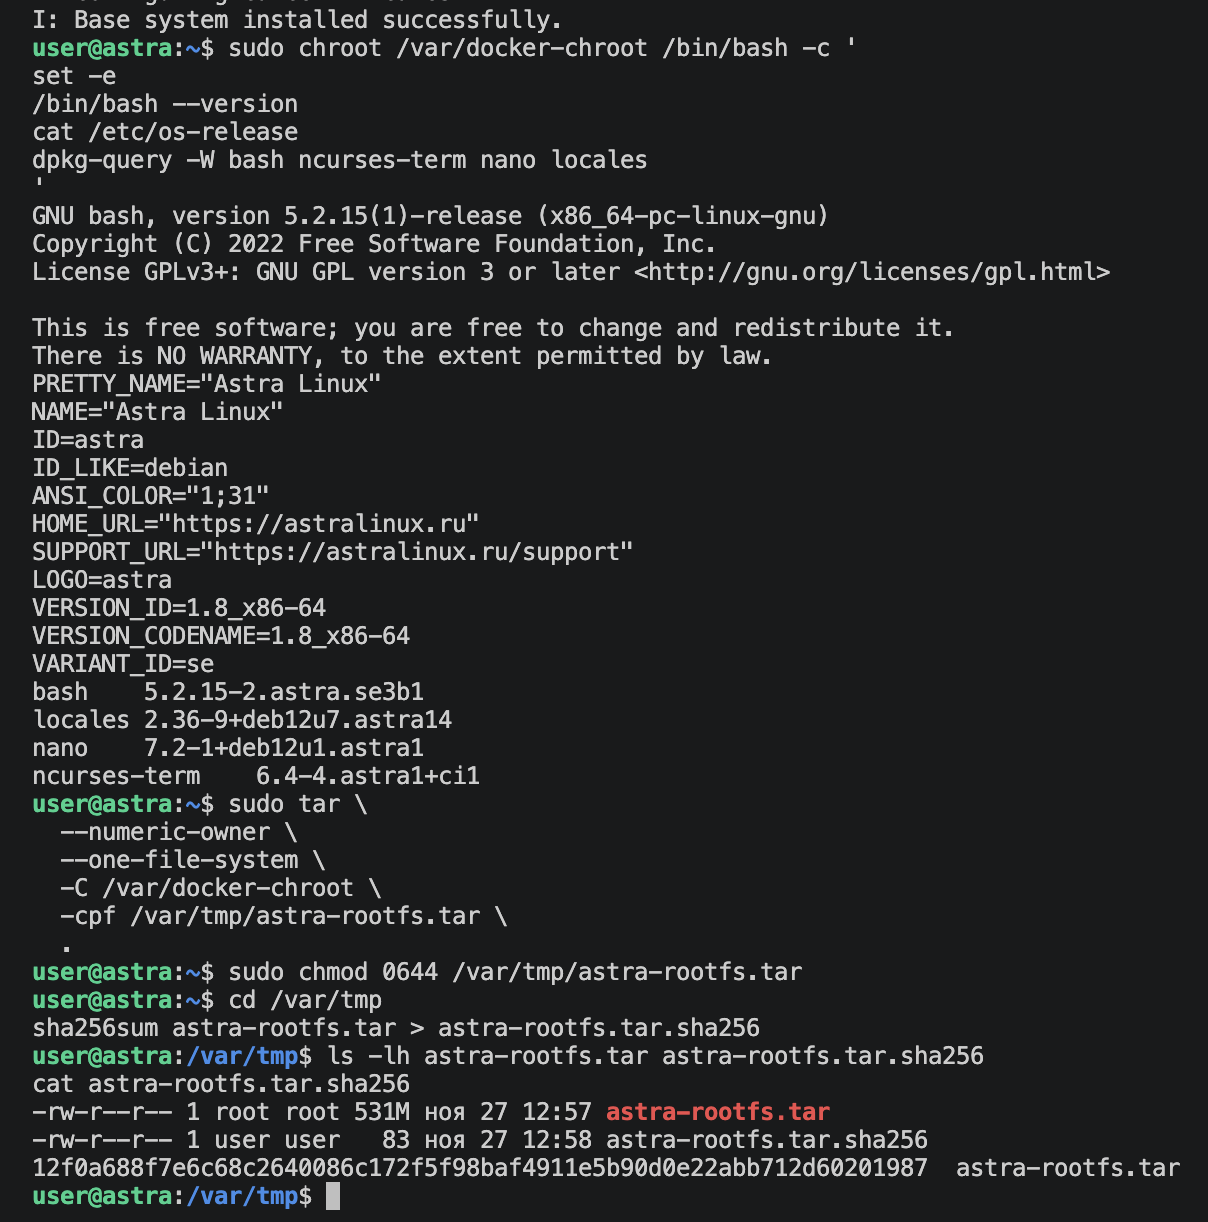 I: Base system installed successfully.
user@astra:~$ sudo chroot /var/docker-chroot /bin/bash -c '
set -e
/bin/bash --version
cat /etc/os-release
dpkg-query -W bash ncurses-term nano locales
'
GNU bash, version 5.2.15(1)-release (x86_64-pc-linux-gnu)
Copyright (C) 2022 Free Software Foundation, Inc.
License GPLv3+: GNU GPL version 3 or later <http://gnu.org/licenses/gpl.html>

This is free software; you are free to change and redistribute it.
There is NO WARRANTY, to the extent permitted by law.
PRETTY_NAME="Astra Linux"
NAME="Astra Linux"
ID=astra
ID_LIKE=debian
ANSI_COLOR="1;31"
HOME_URL="https://astralinux.ru"
SUPPORT_URL="https://astralinux.ru/support"
LOGO=astra
VERSION_ID=1.8_x86-64
VERSION_CODENAME=1.8_x86-64
VARIANT_ID=se
bash    5.2.15-2.astra.se3b1
locales 2.36-9+deb12u7.astra14
nano    7.2-1+deb12u1.astra1
ncurses-term    6.4-4.astra1+ci1
user@astra:~$ sudo tar \
  --numeric-owner \
  --one-file-system \
  -C /var/docker-chroot \
  -cpf /var/tmp/astra-rootfs.tar \
  .
user@astra:~$ sudo chmod 0644 /var/tmp/astra-rootfs.tar
user@astra:~$ cd /var/tmp
sha256sum astra-rootfs.tar > astra-rootfs.tar.sha256
user@astra:/var/tmp$ ls -lh astra-rootfs.tar astra-rootfs.tar.sha256
cat astra-rootfs.tar.sha256
-rw-r--r-- 1 root root 531M ноя 27 12:57 astra-rootfs.tar
-rw-r--r-- 1 user user   83 ноя 27 12:58 astra-rootfs.tar.sha256
12f0a688f7e6c68c2640086c172f5f98baf4911e5b90d0e22abb712d60201987  astra-rootfs.tar
user@astra:/var/tmp$